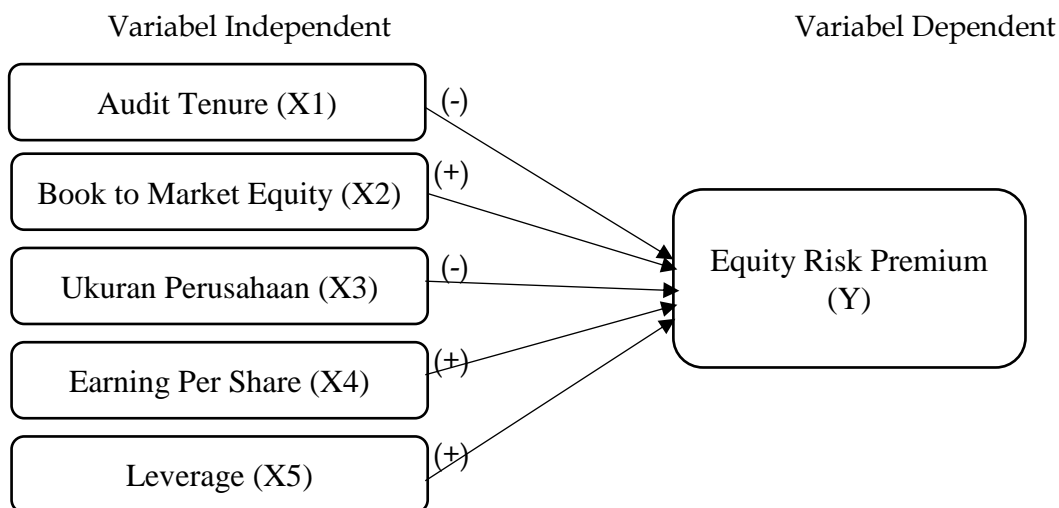 Variabel Independent
Variabel Dependent
Audit Tenure (X1)
(-)
Book to Market Equity (X2)
(+)
Ukuran Perusahaan (X3)
(-)
Earning Per Share (X4)
(+)
Leverage (X5)
(+)
Equity Risk Premium
(Y)